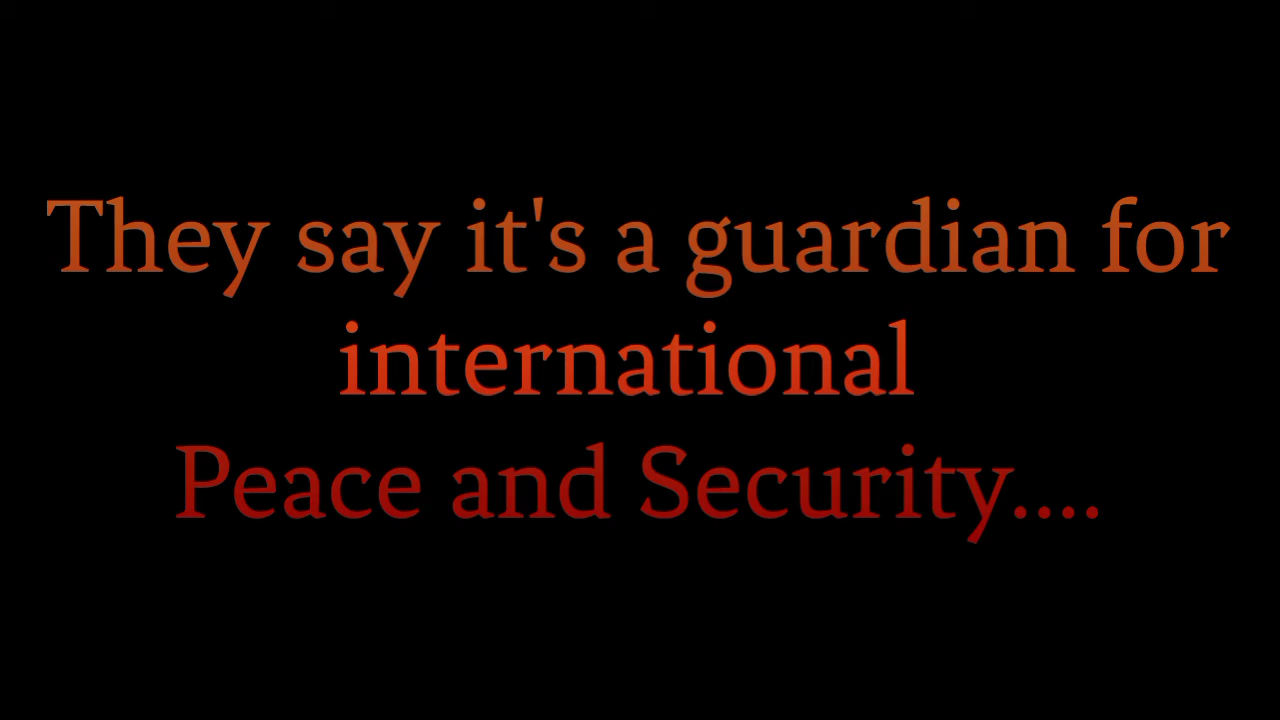 They say it's a guardian for
international
Peace and Security....